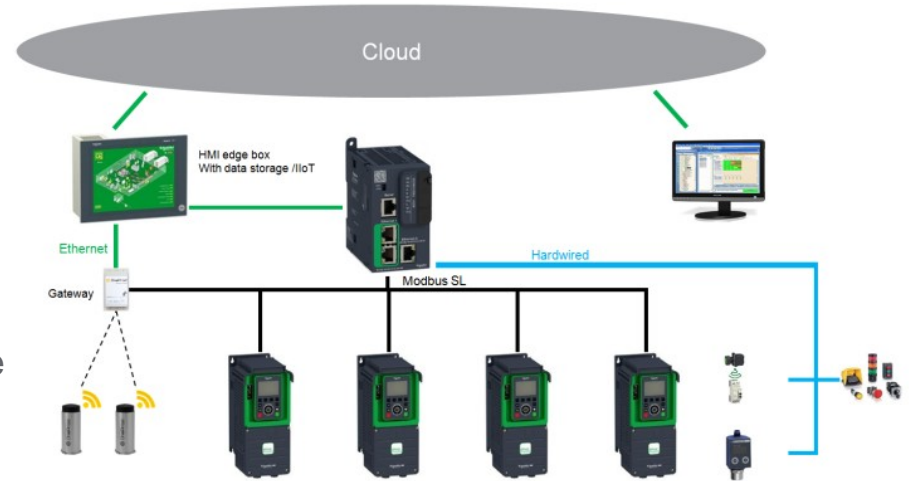 Cloud
HMI edge box
With data storage /IIoT
Ethernet
Hardwired
Modbus SL
Gateway
e